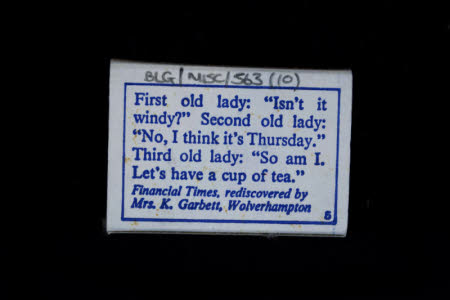 BLG/MISC/563 (10)
First old lady: "Isn't it
windy?" Second old lady:
"No, I think it's Thursday."
Third old lady: "So am I.
Let's have a cup of tea."
Financial Times, rediscovered by
Mrs. K. Garbett, Wolverhampton
5